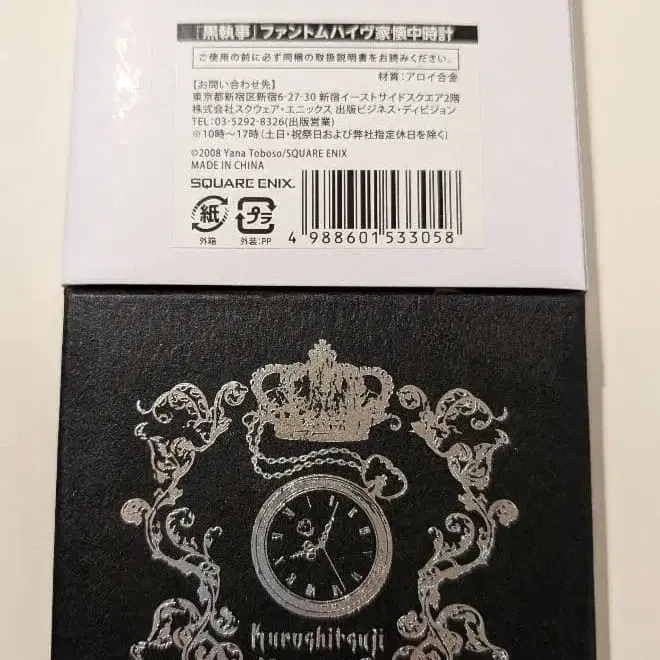 「黒執事」ファントムハイヴ家懐中時計
ご使用の前に必ず同梱の取扱説明書をお読みください。
材質：アロイ合金
【お問い合わせ先】
東京都新宿区新宿6-27-30 新宿イーストサイドスクエア2階
株式会社スクウェア・エニックス 出版ビジネス・ディビジョン
TEL：03-5292-8326(出版営業)
※10時～17時（土日・祝祭日および弊社指定休日を除く）
©2008 Yana Toboso/SQUARE ENIX
MADE IN CHINA
SQUARE ENIX.
紙 プラ
外箱 外装：PP
4 988601 533058
Kuroshitsuji